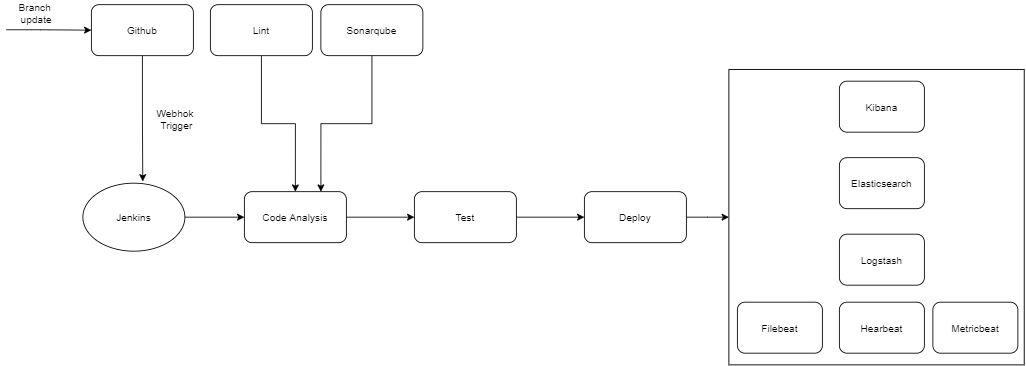 Branch
update
Github
Lint
Sonarqube
Webhok
Trigger
Jenkins
Code Analysis
Test
Deploy
Kibana
Elasticsearch
Logstash
Filebeat
Hearbeat
Metricbeat